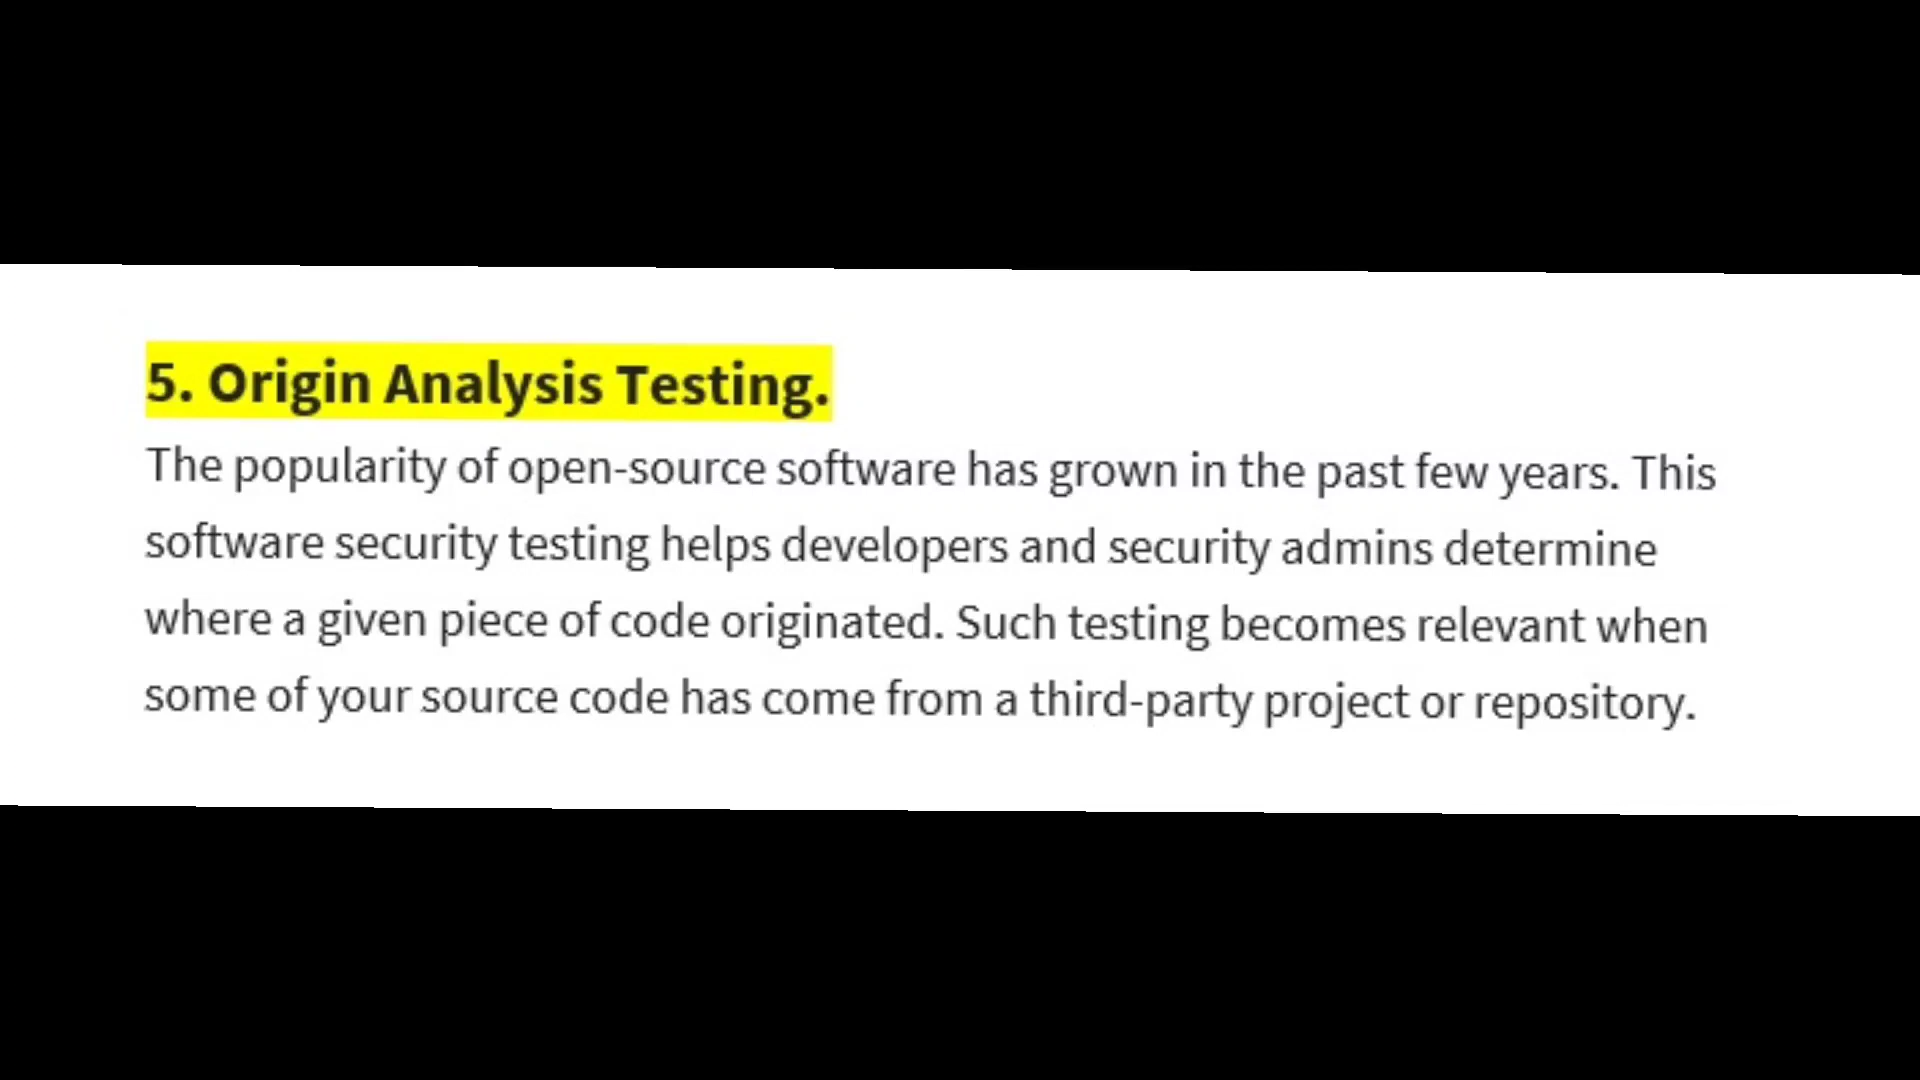 5. Origin Analysis Testing.
The popularity of open-source software has grown in the past few years. This
software security testing helps developers and security admins determine
where a given piece of code originated. Such testing becomes relevant when
some of your source code has come from a third-party project or repository.